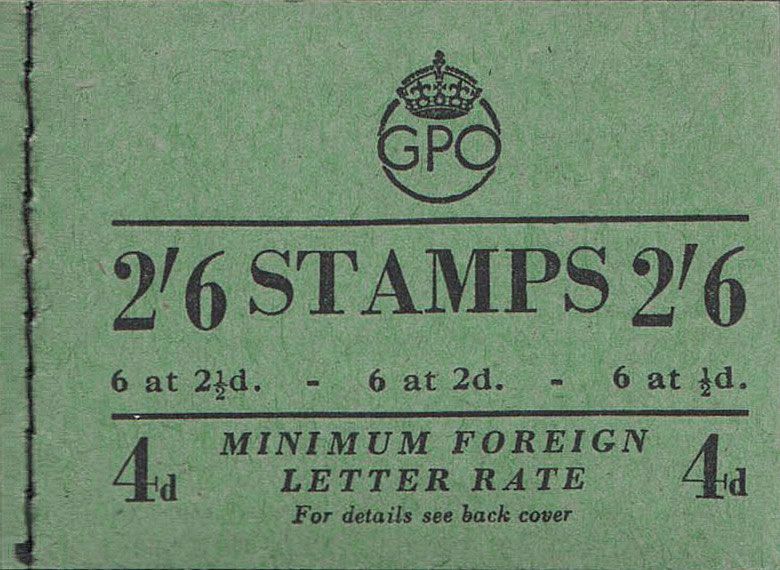 GPO
2'6 STAMPS 2'6
6 at 2½d. - 6 at 2d. - 6 at ½d.
4d MINIMUM FOREIGN LETTER RATE 4d
For details see back cover